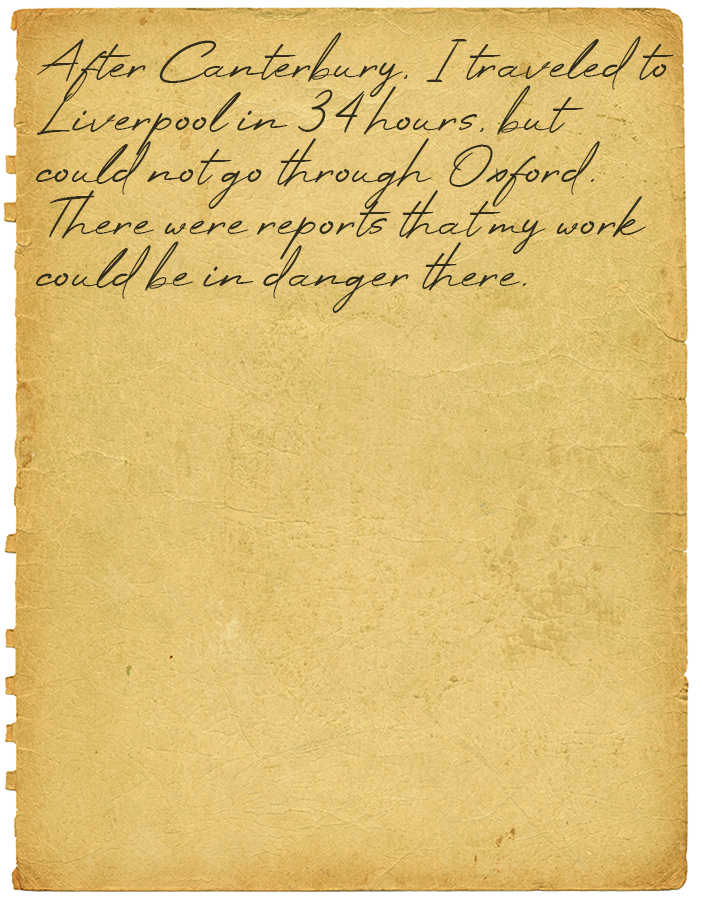 After Canterbury, I traveled to
Liverpool in 34 hours, but
could not go through Oxford.
There were reports that my work
could be in danger there.